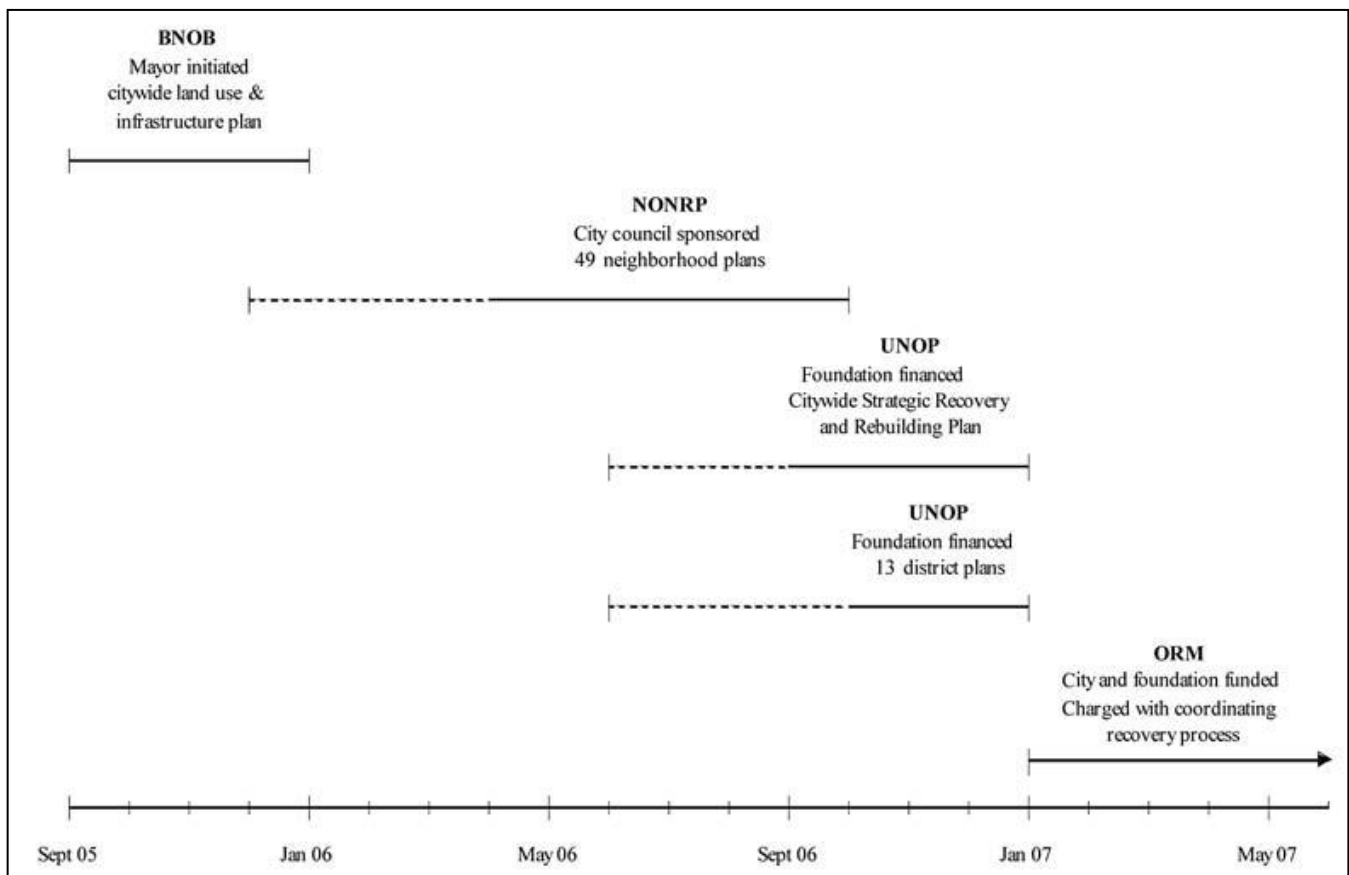 BNOB
Mayor initiated
citywide land use &
infrastructure plan
NONRP
City council sponsored
49 neighborhood plans
UNOP
Foundation financed
Citywide Strategic Recovery
and Rebuilding Plan
UNOP
Foundation financed
13 district plans
ORM
City and foundation funded
Charged with coordinating
recovery process
Sept 05 Jan 06 May 06 Sept 06 Jan 07 May 07